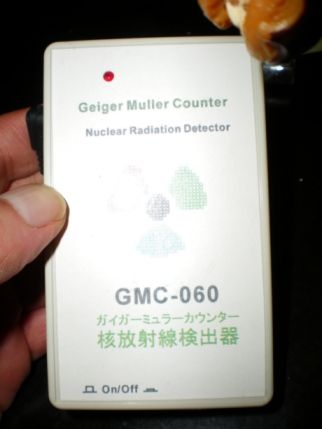 Geiger Muller Counter
Nuclear Radiation Detector
GMC-060
ガイガーミュラーカウンター
核放射線検出器
On/Off